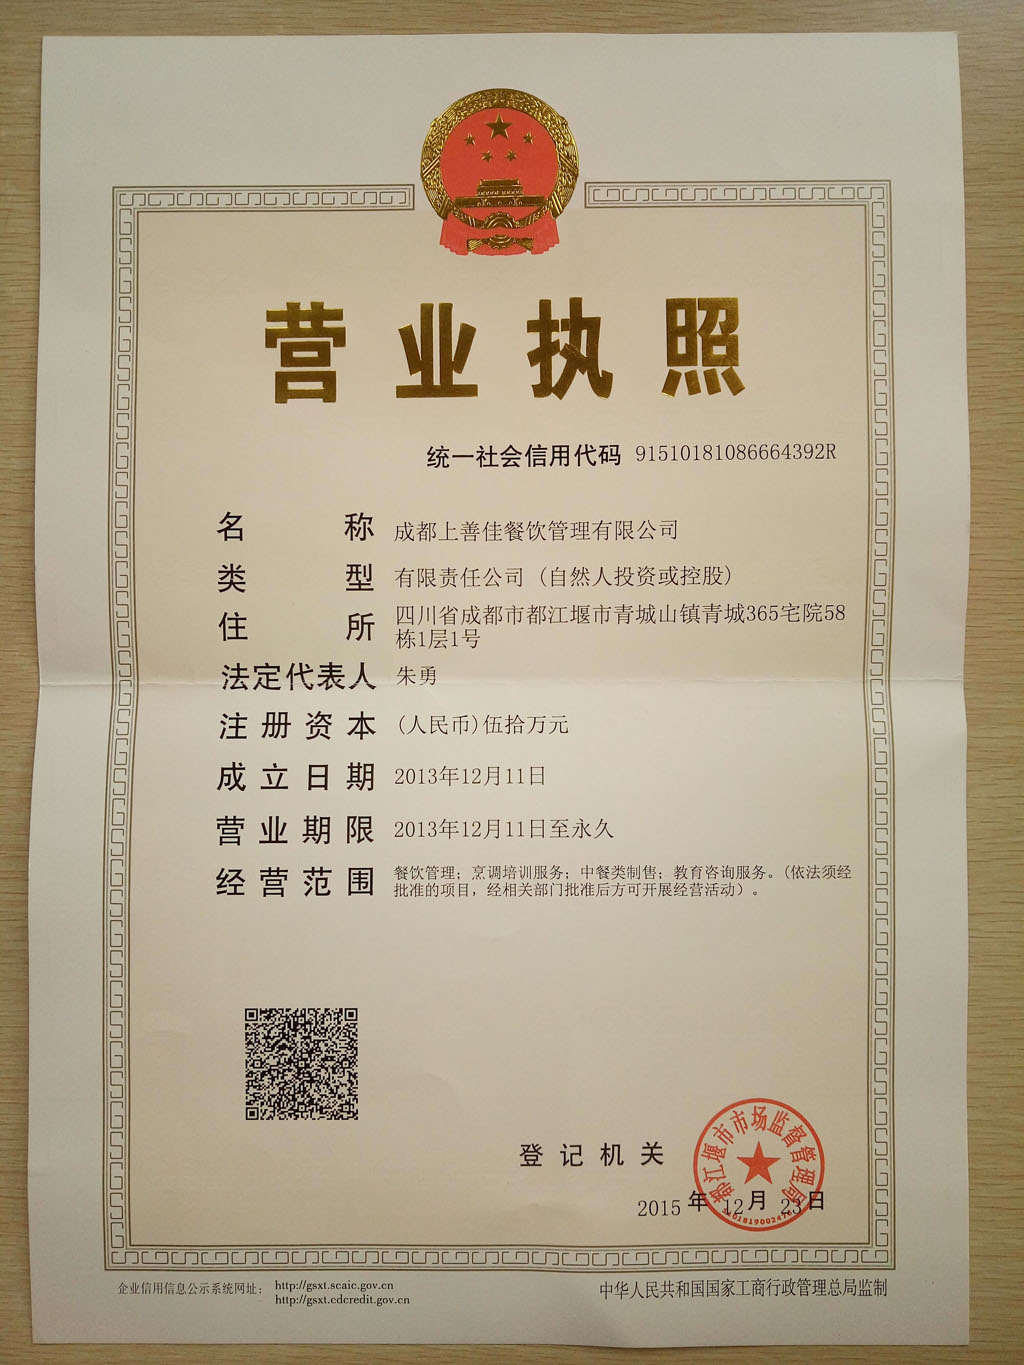 营业执照
统一社会信用代码 91510181086664392R
名称 成都上善佳餐饮管理有限公司
类型 有限责任公司（自然人投资或控股）
住所 四川省成都市都江堰市青城山镇青城365宅院58
栋1层1号
法定代表人 朱勇
注册资本 (人民币)伍拾万元
成立日期 2013年12月11日
营业期限 2013年12月11日至永久
经营范围 餐饮管理；烹调培训服务；中餐类制售；教育咨询服务。(依法须经
批准的项目，经相关部门批准后方可开展经营活动）。
都江堰市市场监督管理局
登记机关
2015年12月23日
企业信用信息公示系统网址： http://gsxt.scaic.gov.cn
http://gsxt.cdcredit.gov.cn
中华人民共和国国家工商行政管理总局监制